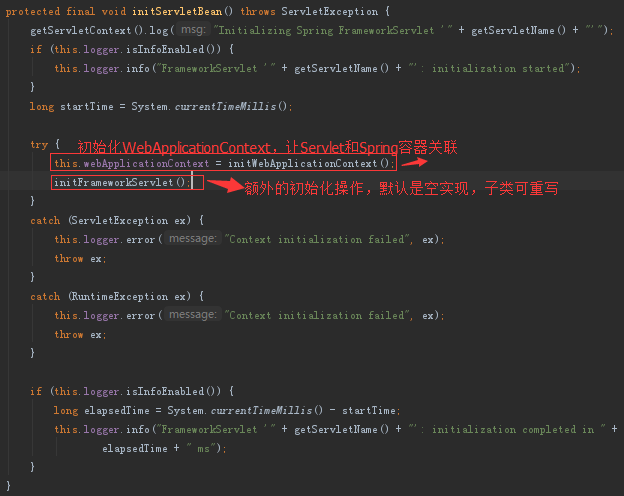 protected final void initServletBean() throws ServletException {
getServletContext().log( msg: "Initializing Spring FrameworkServlet '" + getServletName() + "'");
if (this.logger.isInfoEnabled()) {
this.logger.info("FrameworkServlet '" + getServletName() + "': initialization started");
}
long startTime = System.currentTimeMillis();
try {
初始化WebApplicationContext，让Servlet和Spring容器关联
this.webApplicationContext = initWebApplicationContext();
initFrameworkServlet();
额外的初始化操作，默认是空实现，子类可重写
}
catch (ServletException ex) {
this.logger.error( message: "Context initialization failed", ex);
throw ex;
}
catch (RuntimeException ex) {
this.logger.error( message: "Context initialization failed", ex);
throw ex;
}
if (this.logger.isInfoEnabled()) {
long elapsedTime = System.currentTimeMillis() - startTime;
this.logger.info("FrameworkServlet '" + getServletName() + "': initialization completed in " +
elapsedTime + " ms");
}
}